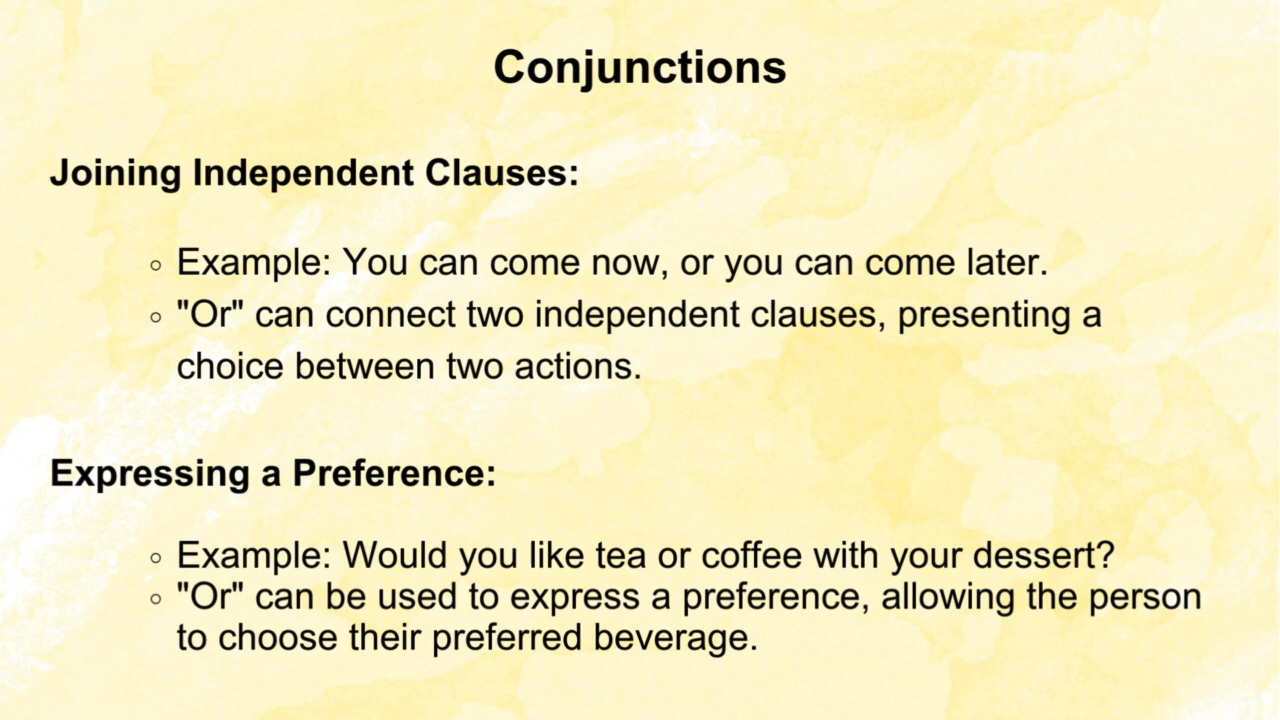 Conjunctions
Joining Independent Clauses:
Example: You can come now, or you can come later.
"Or" can connect two independent clauses, presenting a
choice between two actions.
Expressing a Preference:
Example: Would you like tea or coffee with your dessert?
"Or" can be used to express a preference, allowing the person
to choose their preferred beverage.